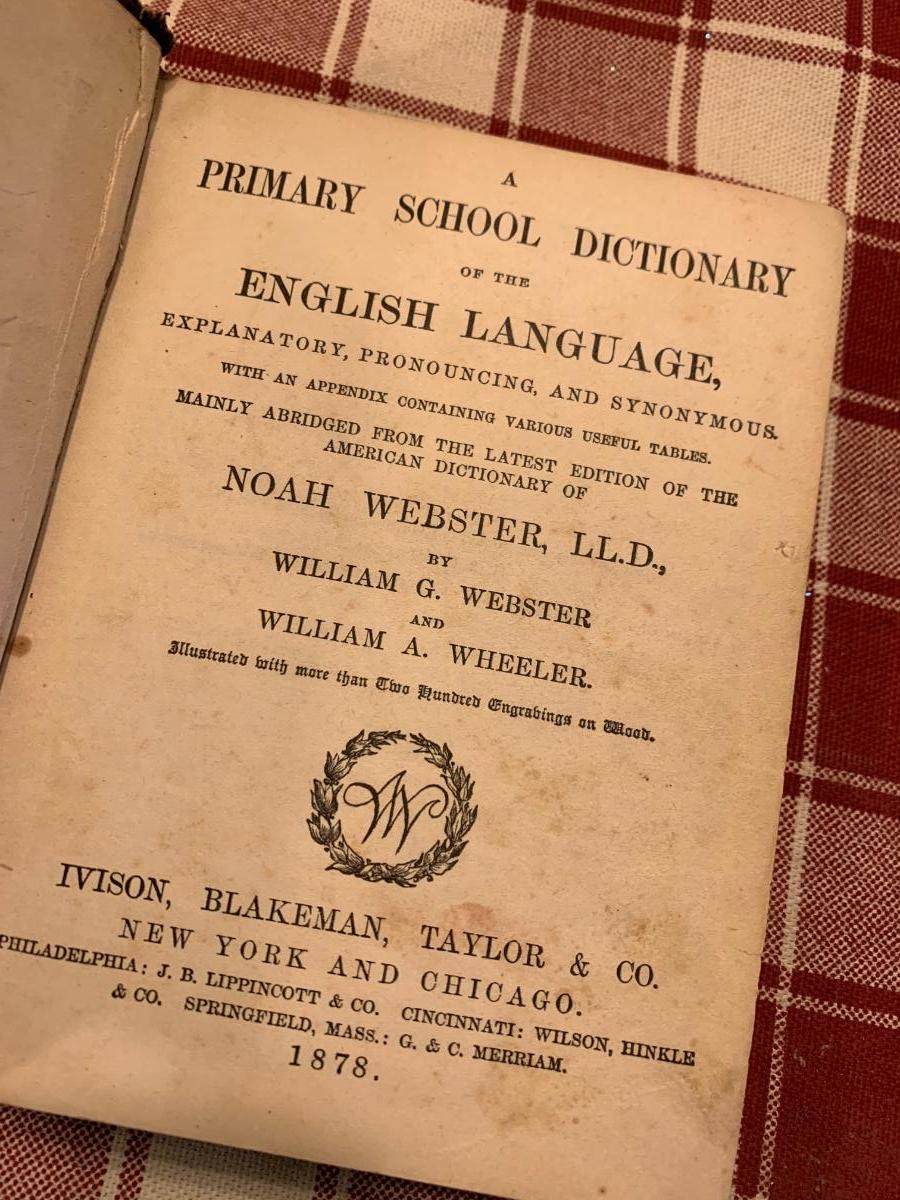 A
PRIMARY SCHOOL DICTIONARY
OF THE
ENGLISH LANGUAGE,
EXPLANATORY, PRONOUNCING, AND SYNONYMOUS.
WITH AN APPENDIX CONTAINING VARIOUS USEFUL TABLES.
MAINLY ABRIDGED FROM THE LATEST EDITION OF THE
AMERICAN DICTIONARY OF
NOAH WEBSTER, LL.D.,
BY
WILLIAM G. WEBSTER
AND
WILLIAM A. WHEELER.
Illustrated with more than Two Hundred Engravings on Wood.
W
IVISON, BLAKEMAN, TAYLOR & CO.
NEW YORK AND CHICAGO.
PHILADELPHIA: J. B. LIPPINCOTT & CO. CINCINNATI: WILSON, HINKLE
& CO. SPRINGFIELD, MASS.: G. & C. MERRIAM.
1878.